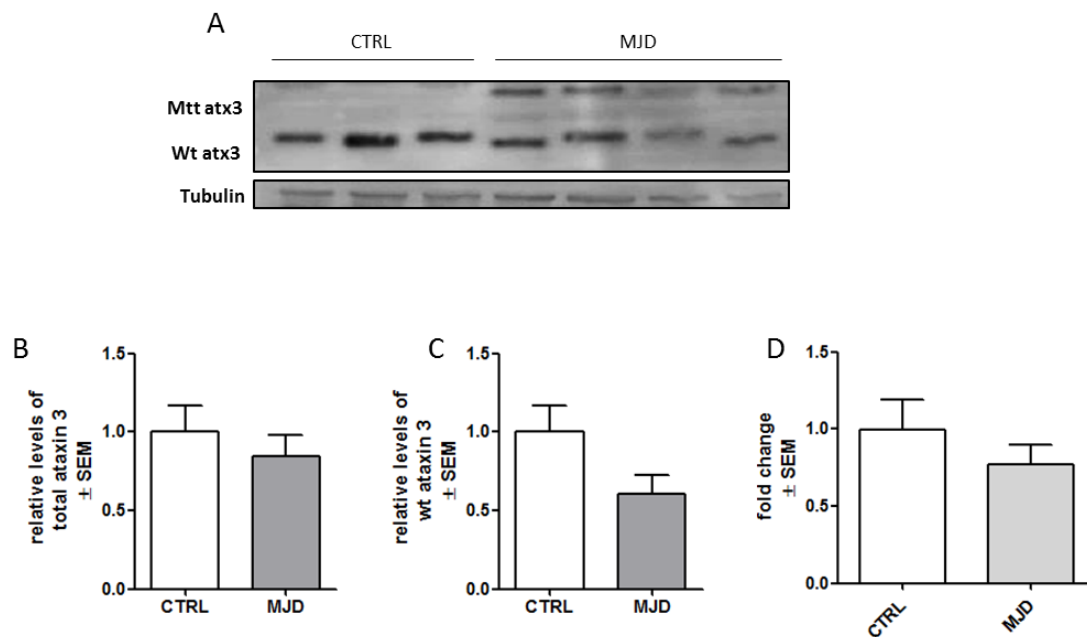 A
CTRL
MJD
Mtt atx3
Wt atx3
Tubulin
B
relative levels of
total ataxin 3
± SEM
1.5
1.0
0.5
0.0
CTRL
MJD
C
relative levels of
wt ataxin 3
± SEM
1.5
1.0
0.5
0.0
CTRL
MJD
D
fold change
± SEM
1.5
1.0
0.5
0.0
CTRL
MJD